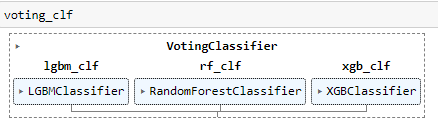 voting_clf
VotingClassifier
lgbm_clf rf_clf xgb_clf
LGBMClassifier RandomForestClassifier XGBClassifier